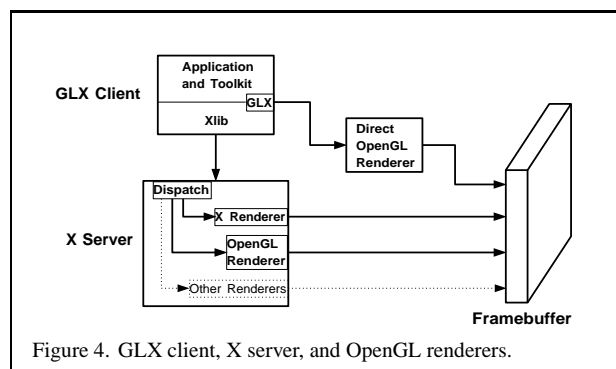 Application
and Toolkit
GLX Client
GLX
Xlib
Direct
OpenGL
Renderer
Dispatch
X Renderer
X Server
OpenGL
Renderer
Other Renderers
Framebuffer
Figure 4. GLX client, X server, and OpenGL renderers.